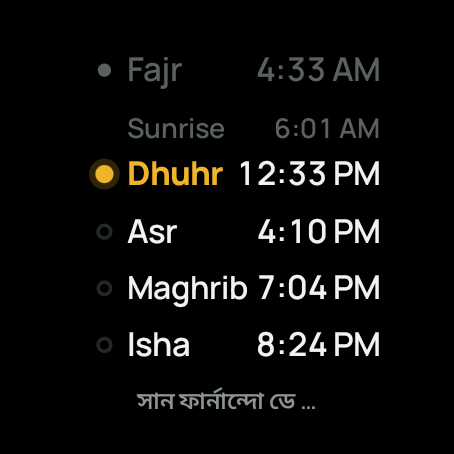 Fajr 4:33 AM
Sunrise 6:01 AM
Dhuhr 12:33 PM
Asr 4:10 PM
Maghrib 7:04 PM
Isha 8:24 PM
সান ফার্নান্দো ডে ...